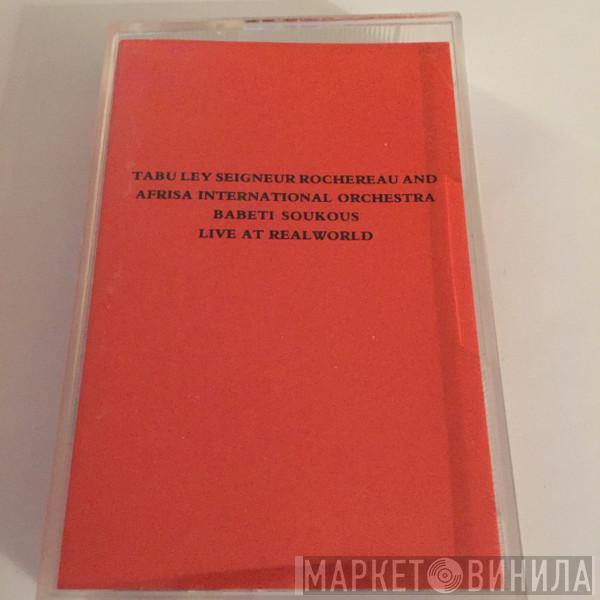 TABU LEY SEIGNEUR ROCHEREAU AND
AFRISA INTERNATIONAL ORCHESTRA
BABETI SOUKOUS
LIVE AT REALWORLD
МАРКЕТ ВИНИЛА